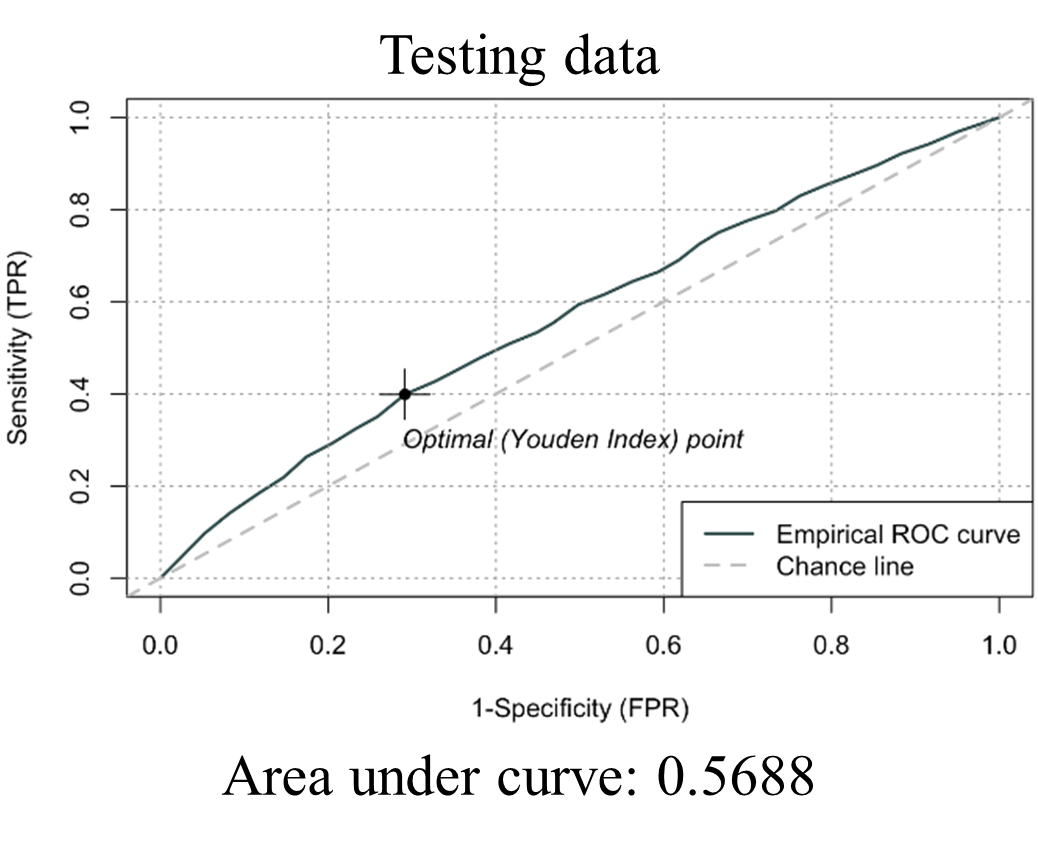 Testing data
Sensitivity (TPR)
1.0
0.8
0.6
0.4
0.2
0.0
Optimal (Youden Index) point
Empirical ROC curve
Chance line
0.0 0.2 0.4 0.6 0.8 1.0
1-Specificity (FPR)
Area under curve: 0.5688